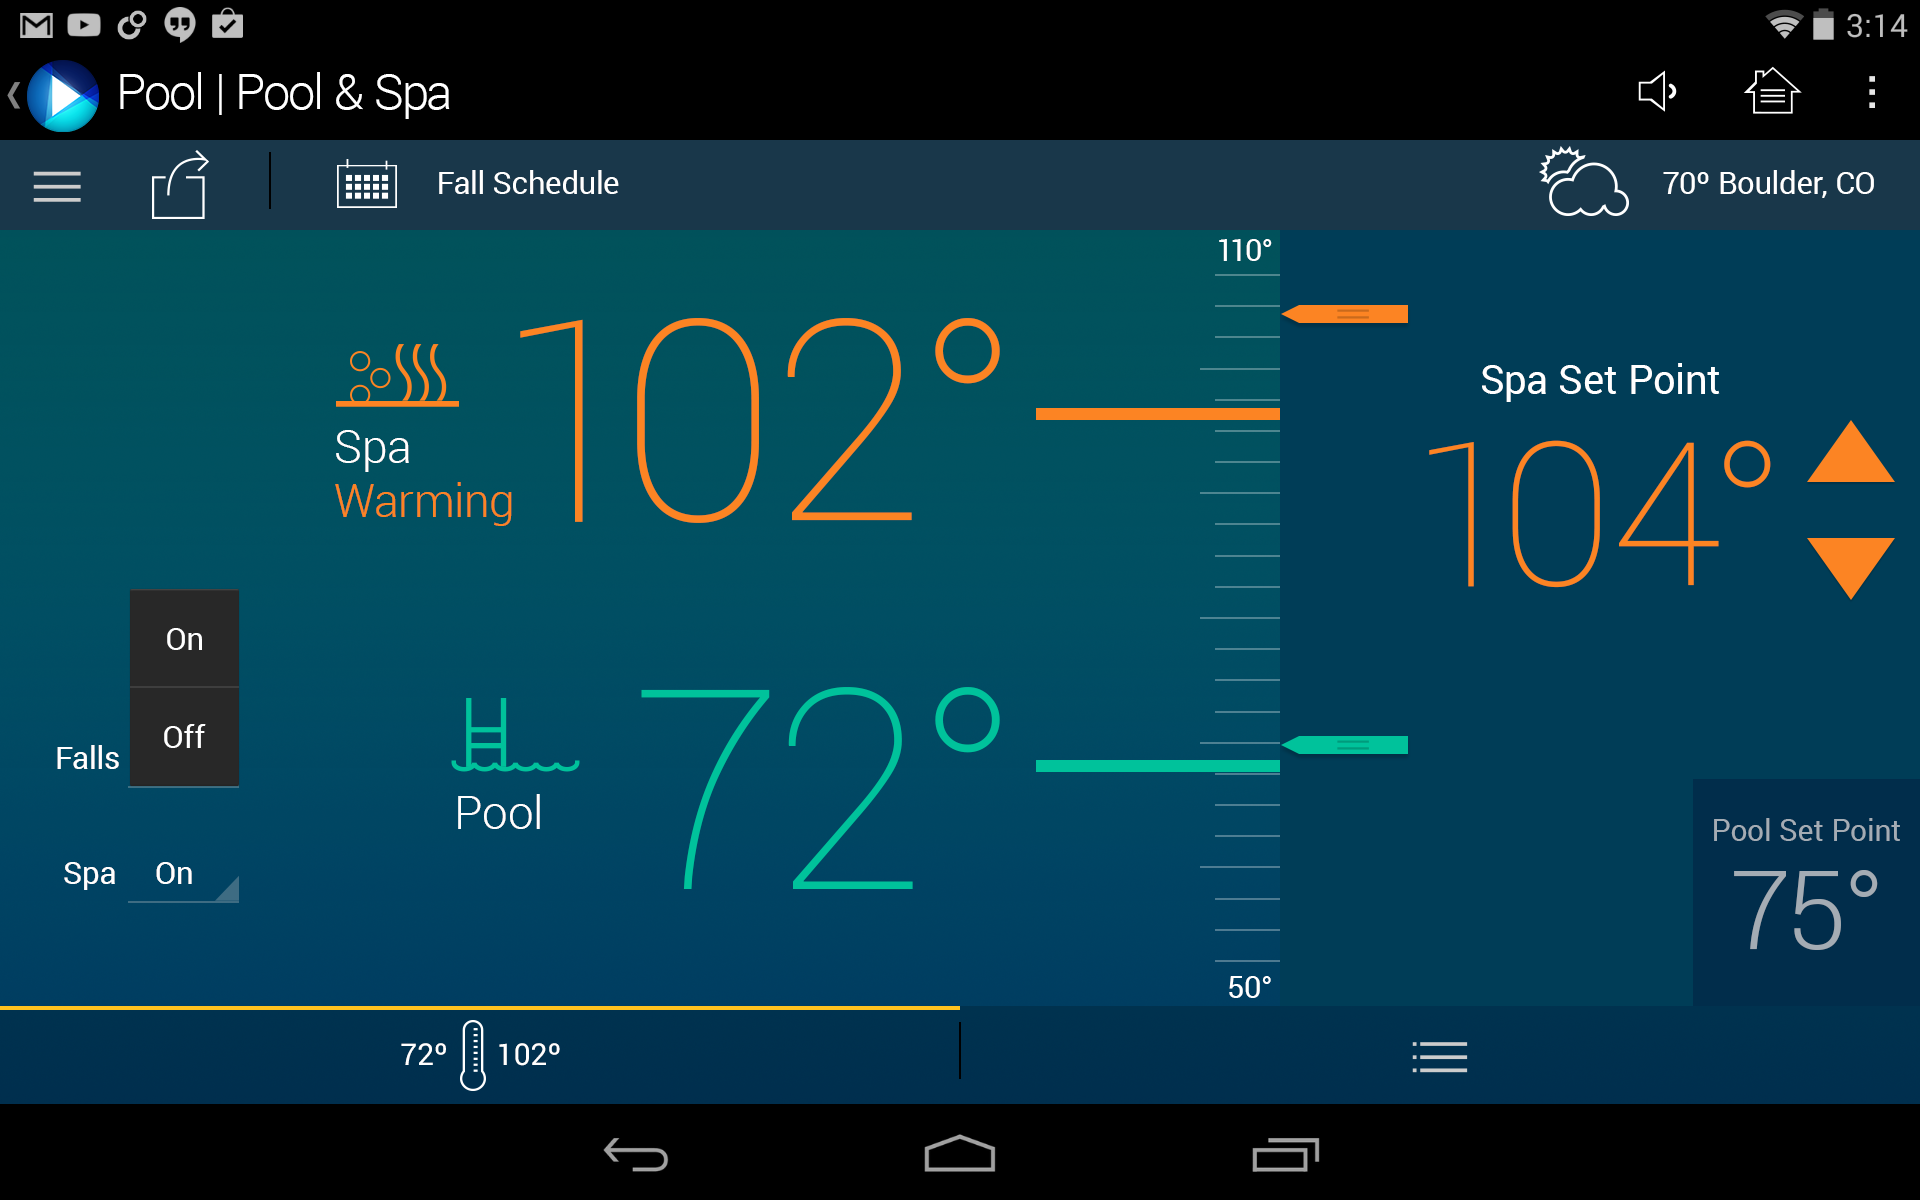 3:14
Pool | Pool & Spa
Fall Schedule
70º Boulder, CO
110°
102°
Spa
Warming
Spa Set Point
104°
On
Off
Falls
72°
Pool
Spa On
Pool Set Point
75°
50°
72º 102º